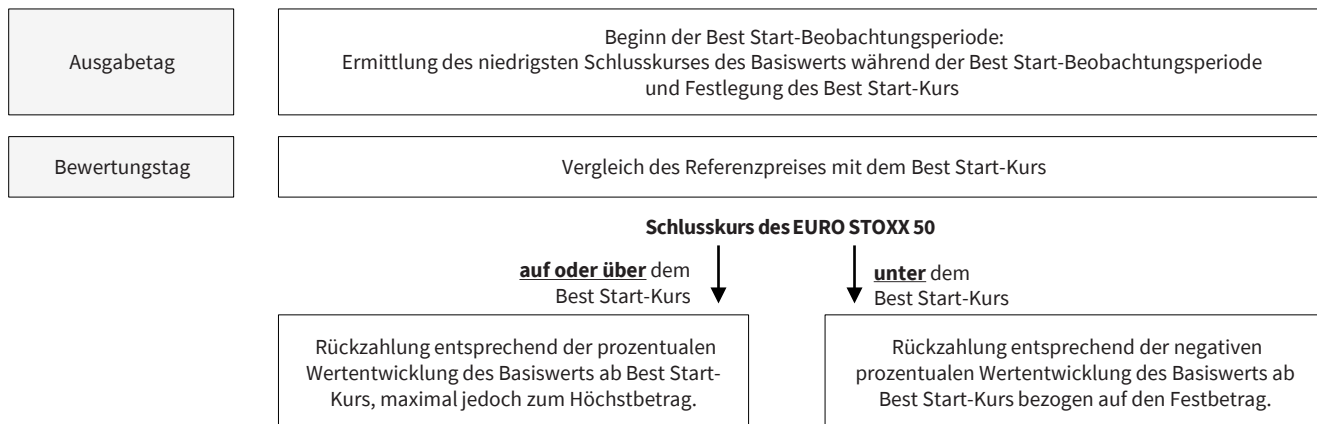 Ausgabetag
Beginn der Best Start-Beobachtungsperiode:
Ermittlung des niedrigsten Schlusskurses des Basiswerts während der Best Start-Beobachtungsperiode
und Festlegung des Best Start-Kurs
Bewertungstag
Vergleich des Referenzpreises mit dem Best Start-Kurs
Schlusskurs des EURO STOXX 50
auf oder über dem
Best Start-Kurs
unter dem
Best Start-Kurs
Rückzahlung entsprechend der prozentualen
Wertentwicklung des Basiswerts ab Best Start-
Kurs, maximal jedoch zum Höchstbetrag.
Rückzahlung entsprechend der negativen
prozentualen Wertentwicklung des Basiswerts ab
Best Start-Kurs bezogen auf den Festbetrag.